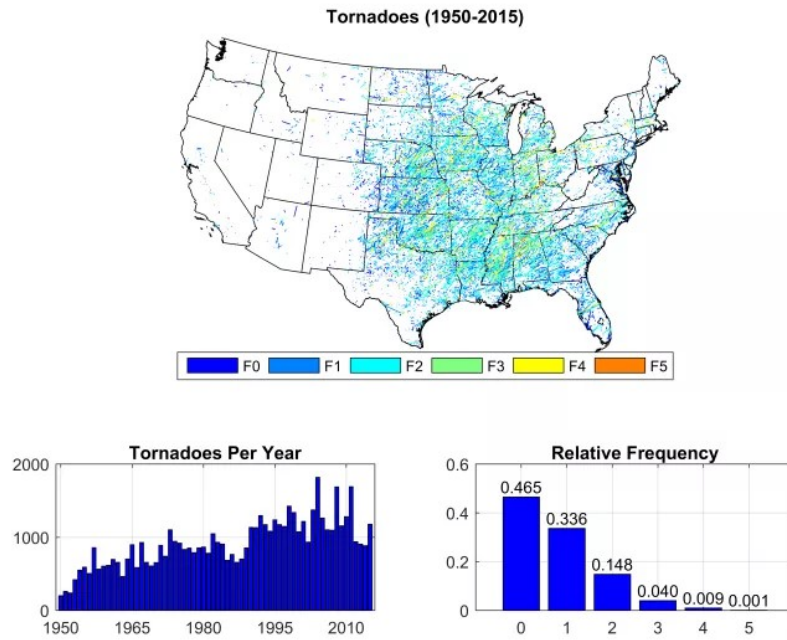 Tornadoes (1950-2015)
F0 F1 F2 F3 F4 F5
Tornadoes Per Year
2000
1000
0
1950 1965 1980 1995 2010
Relative Frequency
0.6
0.4
0.2
0
0.465
0.336
0.148
0.040
0.009
0.001
0 1 2 3 4 5